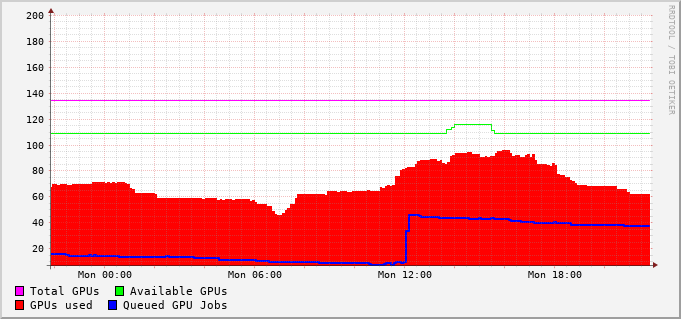 RRDTOOL / TOBI OETIKER
200
180
160
140
120
100
80
60
40
20
Mon 00:00 Mon 06:00 Mon 12:00 Mon 18:00
Total GPUs Available GPUs
GPUs used Queued GPU Jobs